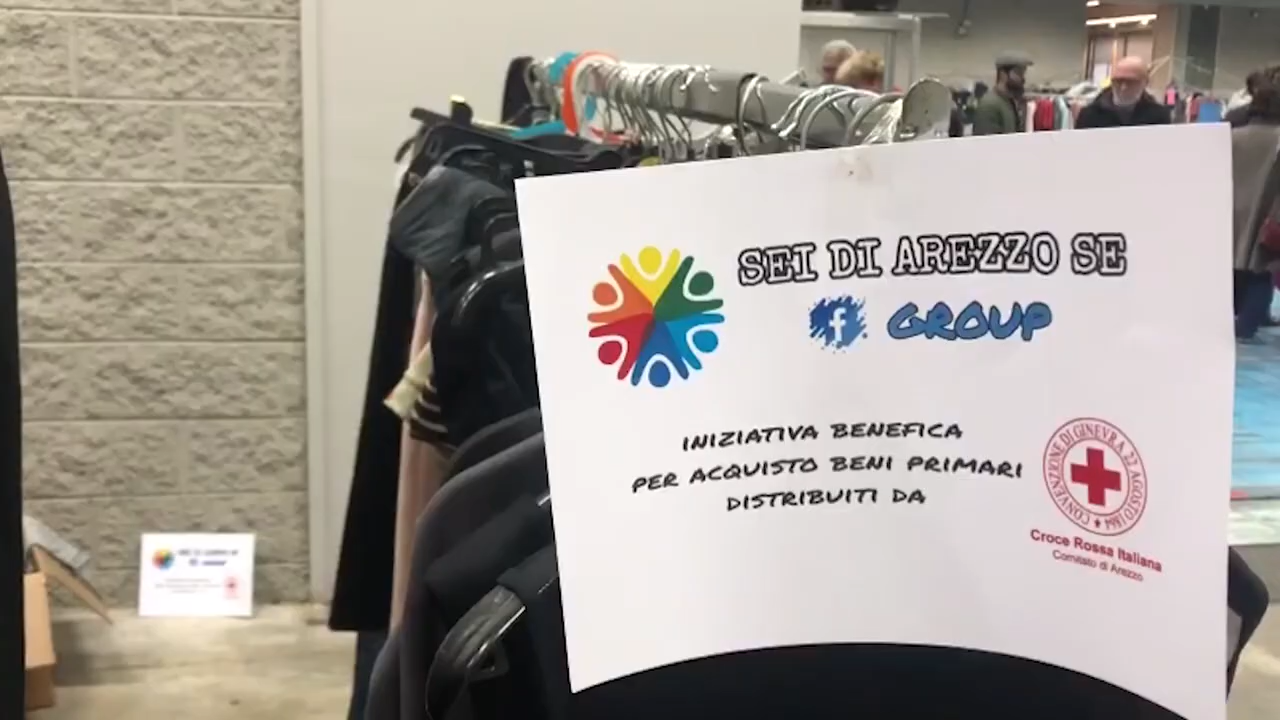 SEI DI AREZZO SE
f GROUP
INIZIATIVA BENEFICA
PER ACQUISTO BENI PRIMARI
DISTRIBUITI DA
CONVENZIONE DI GINEVRA 22 AGOSTO 1864
Croce Rossa Italiana
Comitato di Arezzo